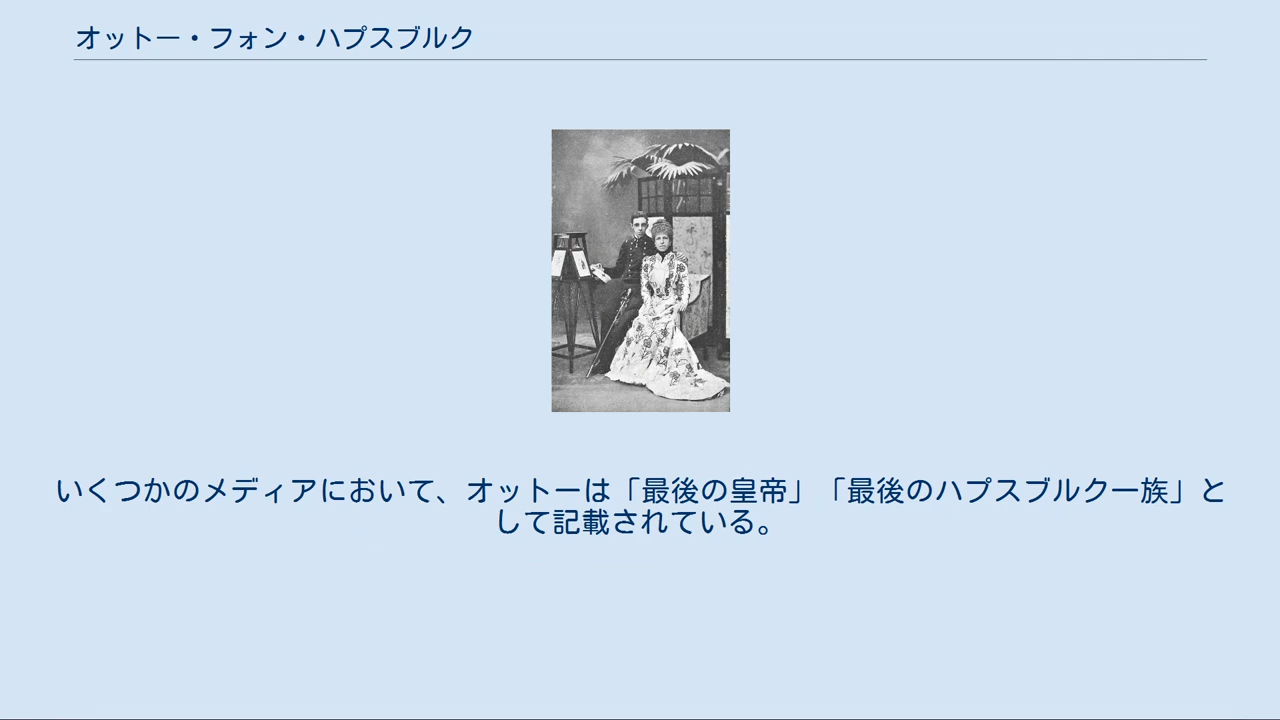 オットー・フォン・ハプスブルク
いくつかのメディアにおいて、オットーは「最後の皇帝」「最後のハプスブルク一族」と
して記載されている。